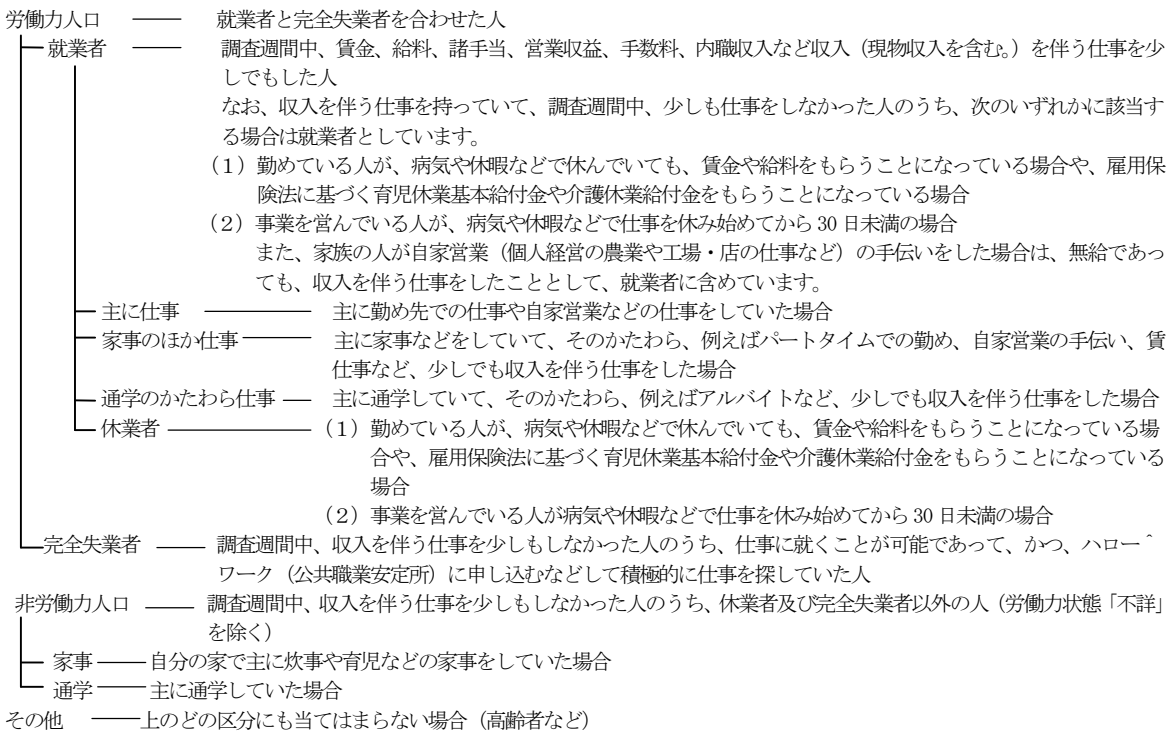 労働力人口 ―― 就業者と完全失業者を合わせた人
就業者 ―― 調査週間中、賃金、給料、諸手当、営業収益、手数料、内職収入など収入（現物収入を含む。）を伴う仕事を少
しでもした人
なお、収入を伴う仕事を持っていて、調査週間中、少しも仕事をしなかった人のうち、次のいずれかに該当す
る場合は就業者としています。
（1）勤めている人が、病気や休暇などで休んでいても、賃金や給料をもらうことになっている場合や、雇用保
険法に基づく育児休業基本給付金や介護休業給付金をもらうことになっている場合
（2）事業を営んでいる人が、病気や休暇などで仕事を休み始めてから 30 日未満の場合
また、家族の人が自家営業（個人経営の農業や工場・店の仕事など）の手伝いをした場合は、無給であっ
ても、収入を伴う仕事をしたこととして、就業者に含めています。
主に仕事 ―――― 主に勤め先での仕事や自家営業などの仕事をしていた場合
家事のほか仕事 ―― 主に家事などをしていて、そのかたわら、例えばパートタイムでの勤め、自家営業の手伝い、賃
仕事など、少しでも収入を伴う仕事をした場合
通学のかたわら仕事 ― 主に通学していて、そのかたわら、例えばアルバイトなど、少しでも収入を伴う仕事をした場合
休業者 ―――― （1）勤めている人が、病気や休暇などで休んでいても、賃金や給料をもらうことになっている場
合や、雇用保険法に基づく育児休業基本給付金や介護休業給付金をもらうことになっている
場合
（2）事業を営んでいる人が病気や休暇などで仕事を休み始めてから 30 日未満の場合
完全失業者 ―― 調査週間中、収入を伴う仕事を少しもしなかった人のうち、仕事に就くことが可能であって、かつ、ハロー＾
ワーク（公共職業安定所）に申し込むなどして積極的に仕事を探していた人
非労働力人口 ―― 調査週間中、収入を伴う仕事を少しもしなかった人のうち、休業者及び完全失業者以外の人（労働力状態「不詳」
を除く）
家事 ―― 自分の家で主に炊事や育児などの家事をしていた場合
通学 ―― 主に通学していた場合
その他 ―― 上のどの区分にも当てはまらない場合（高齢者など）